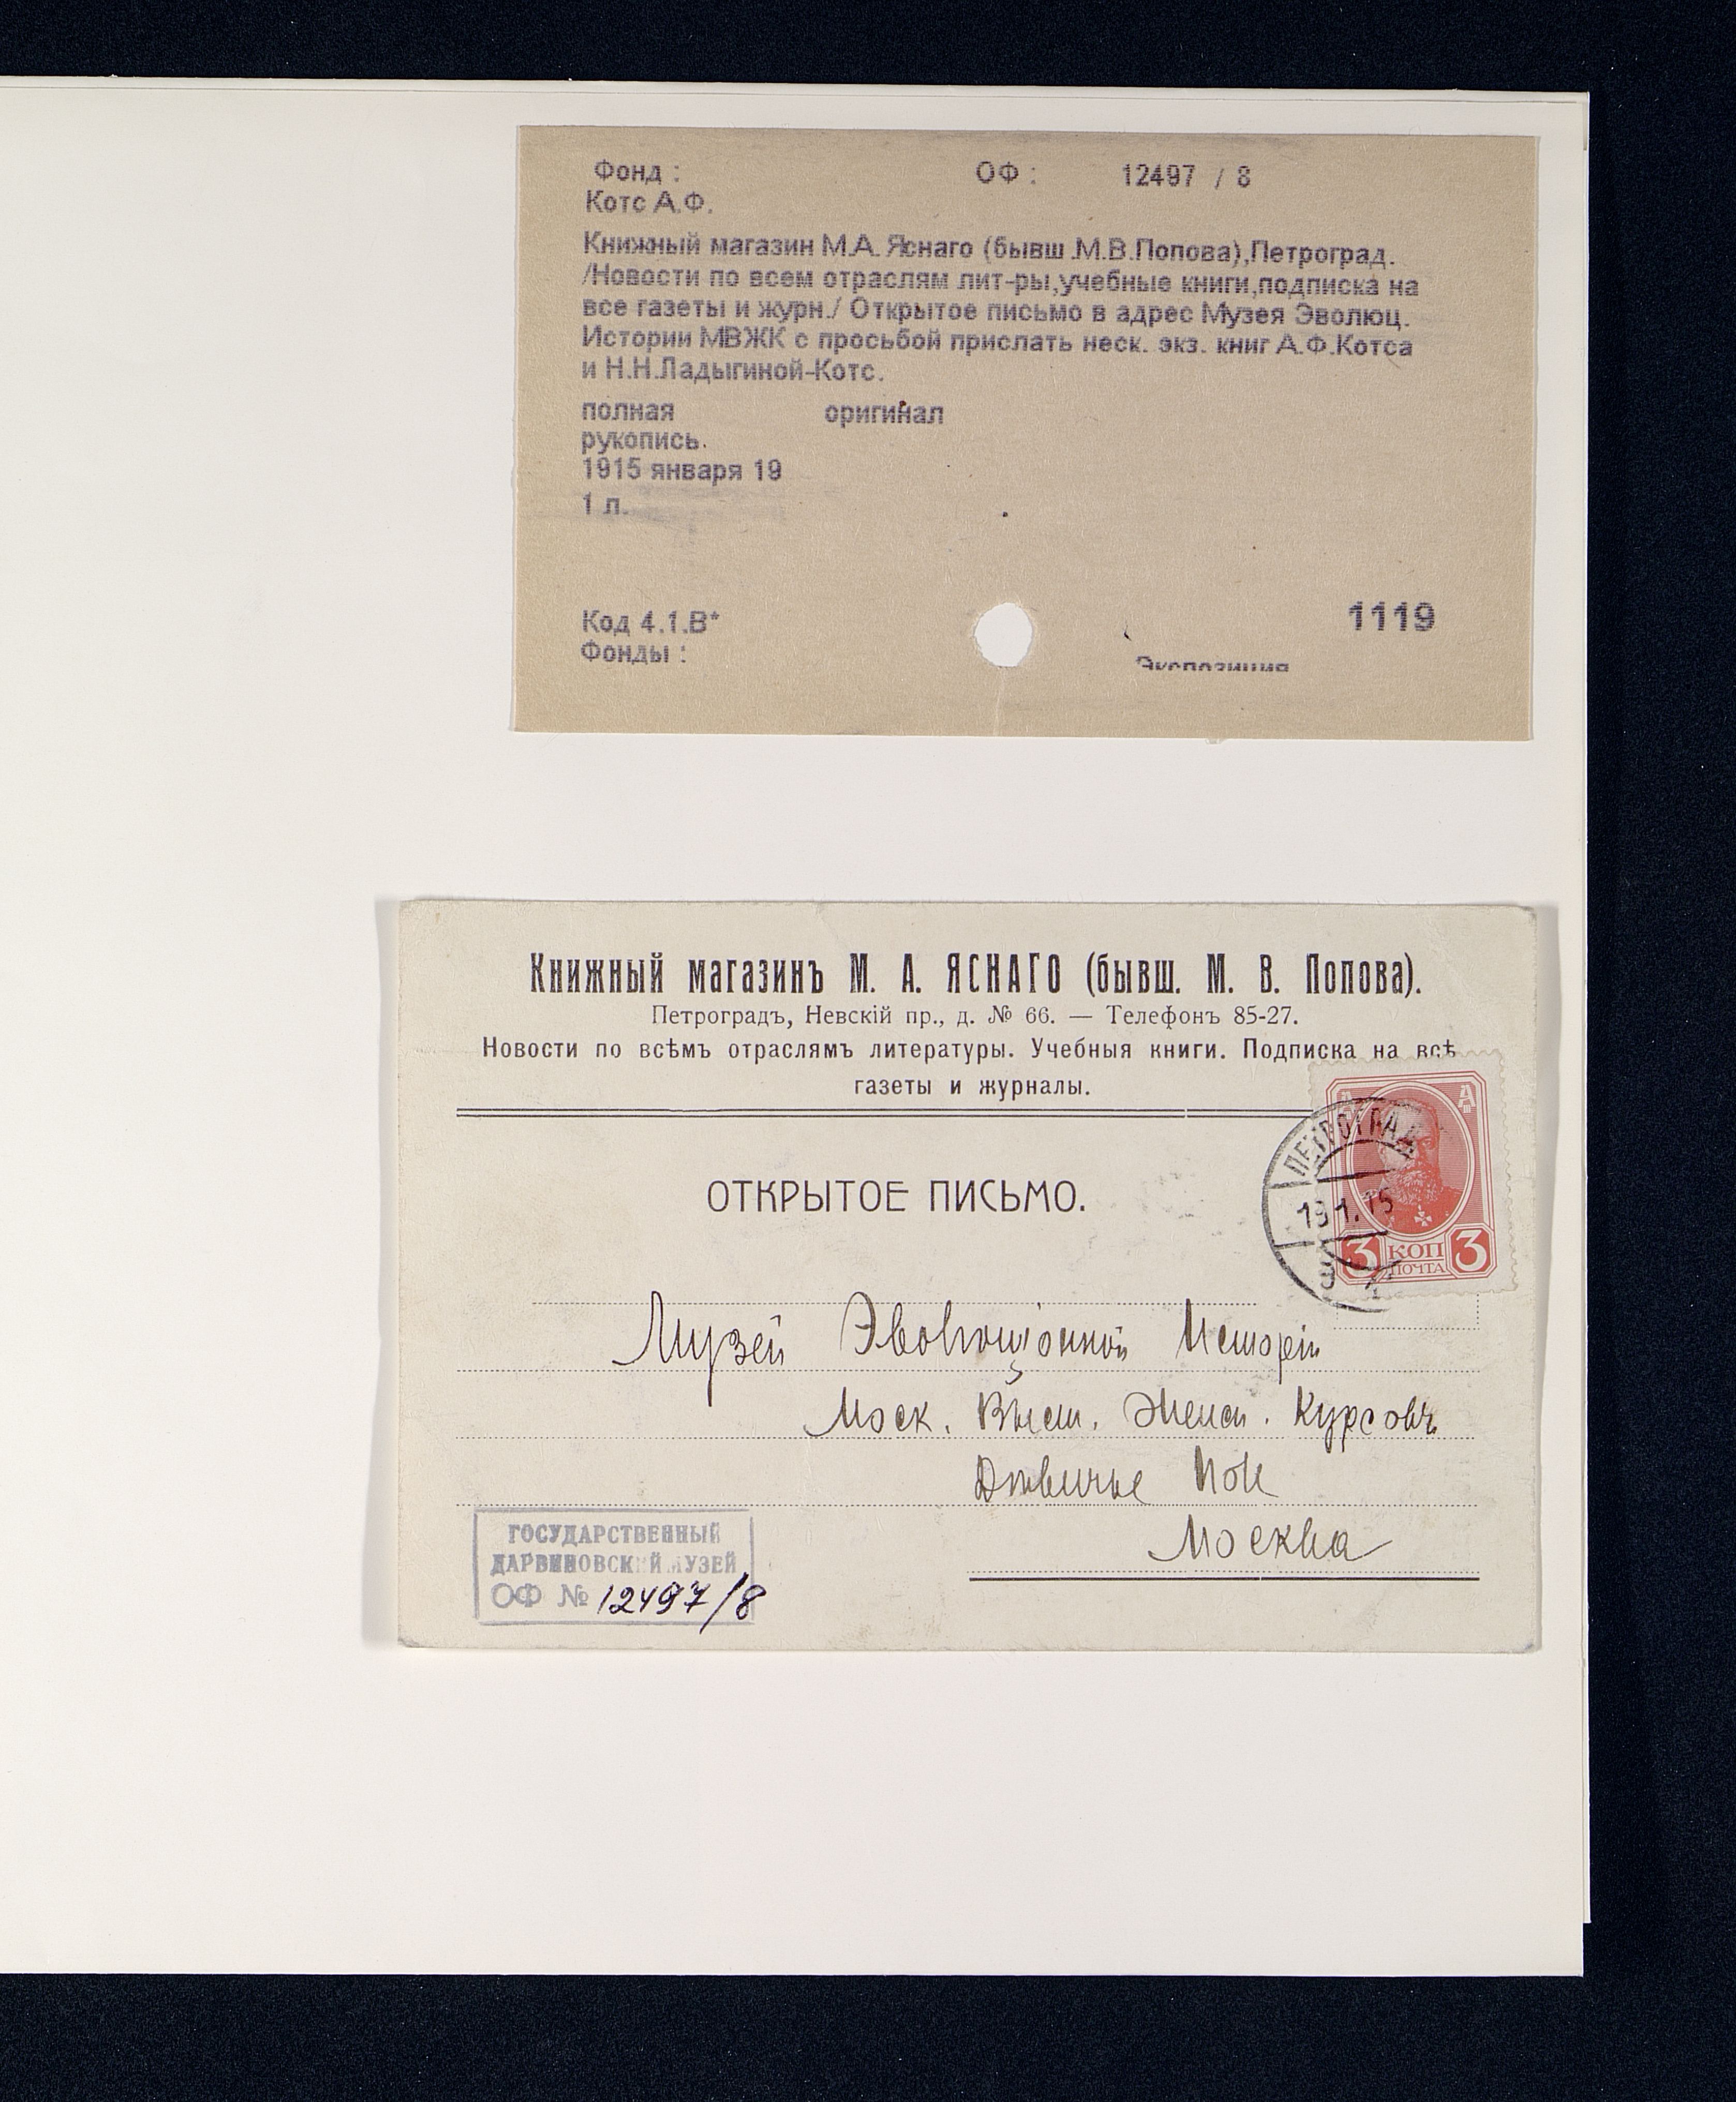 Фонд :	ОФ :	12497 / 8
Котс А.Ф.
Книжный магазин М.А. Яснаго (бывш.М.В.Попова),Петроград.
/Новости по всем отраслям лит-ры,учебные книги,подписка на
все газеты и журн./ Открытое письмо в адрес Музея Эволюц.
Истории МВЖК с просьбой прислать неск. экз. книг А.Ф.Котса
и Н.Н.Ладыгиной-Котс.
полная	оригинал
рукопись.
1915 января 19
1 л.
1119
Код 4.1.В*
Фонды :	Экспозиция
Книжный магазинъ М. А. ЯСНАГО (бывш. М. В. Попова).
Петроградъ, Невскій пр., д. № 66. — Телефонъ 85-27.
Новости по всѣмъ отраслямъ литературы. Учебныя книги. Подписка на всѣ
газеты и журналы.
ОТКРЫТОЕ ПИСЬМО.
ПЕТРОГРАД
19.1.15
3 КОП 3
ПОЧТА
Музей Эволюціонной Исторіи
Моск. Высш. Женск. Курсовъ
Дѣвичье Поле
Москва
ГОСУДАРСТВЕННЫЙ
ДАРВИНОВСКИЙ МУЗЕЙ
ОФ № 12497/8